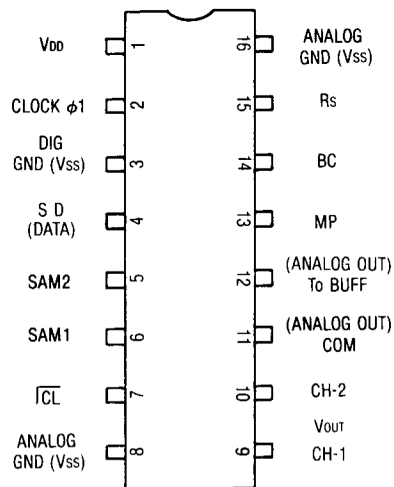 VDD 1
CLOCK φ1 2
DIG
GND (VSS) 3
S D
(DATA) 4
SAM2 5
SAM1 6
ICL 7
ANALOG
GND (VSS) 8
16 ANALOG
GND (VSS)
15 RS
14 BC
13 MP
12 (ANALOG OUT)
To BUFF
11 (ANALOG OUT)
COM
10 CH-2
VOUT
9 CH-1